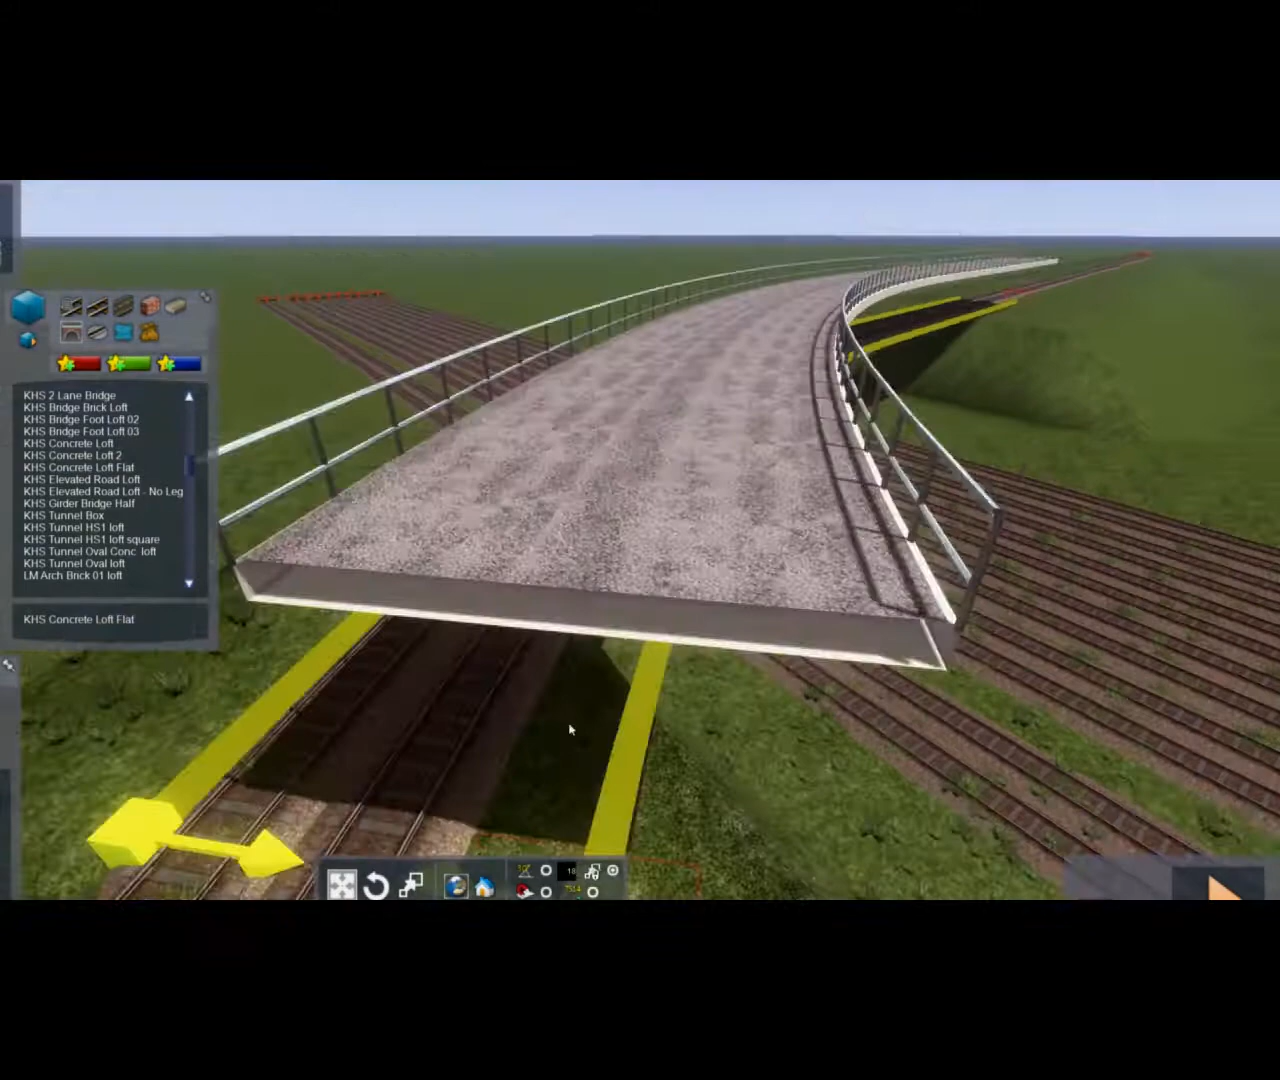 KHS 2 Lane Bridge
KHS Bridge Brick Loft
KHS Bridge Foot Loft 02
KHS Bridge Foot Loft 03
KHS Concrete Loft
KHS Concrete Loft 2
KHS Concrete Loft Flat
KHS Elevated Road Loft
KHS Elevated Road Loft - No Leg
KHS Girder Bridge Half
KHS Tunnel Box
KHS Tunnel HS1 loft
KHS Tunnel HS1 loft square
KHS Tunnel Oval Conc loft
KHS Tunnel Oval loft
LM Arch Brick 01 loft
KHS Concrete Loft Flat